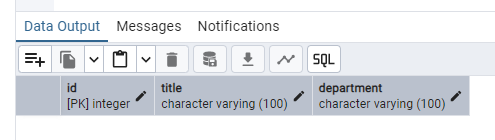 Data Output Messages Notifications
SQL
id title department
[PK] integer character varying (100) character varying (100)